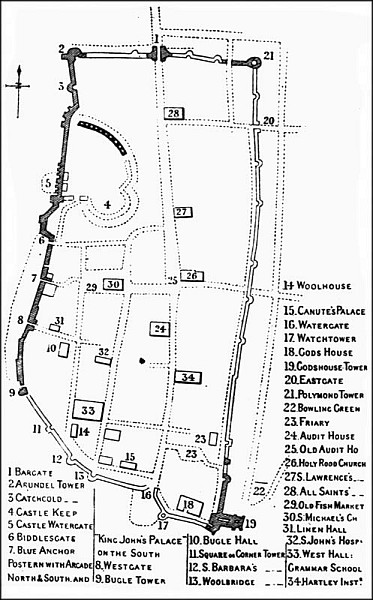 1
2
21
3
28
20
5
4
27
6
7
29
30
25
26
14 WOOLHOUSE
15. CANUTE'S PALACE
8
31
24
16. WATERGATE
10
32
17. WATCHTOWER
18. GODS HOUSE
34
19. GODSHOUSE TOWER
9
20. EASTGATE
33
21. POLYMOND TOWER
22. BOWLING GREEN
11
14
23
23. FRIARY
24. AUDIT HOUSE
12
15
23
25. OLD AUDIT HO
13
26. HOLY ROOD CHURCH
16
22
27. S. LAWRENCE'S _ _
18
28. ALL SAINTS' _ _
17
19
29. OLD FISH MARKET
1 BARGATE
2 ARUNDEL TOWER
3 CATCHCOLD _ _
4 CASTLE KEEP
5 CASTLE WATERGATE
6 BIDDLESGATE
7. BLUE ANCHOR
POSTERN WITH ARCADE
NORTH & SOUTH. AND
"KING JOHN'S PALACE"
ON THE SOUTH
8. WESTGATE
9. BUGLE TOWER
10. BUGLE HALL
11. SQUARE OR CORNER TOWER
12. S. BARBARA'S _ _
13. WOOLBRIDGE _ _
30. S. MICHAEL'S CH
31. LINEN HALL
32. S. JOHN'S HOSP.
33. WEST HALL:
GRAMMAR SCHOOL
34. HARTLEY INST.